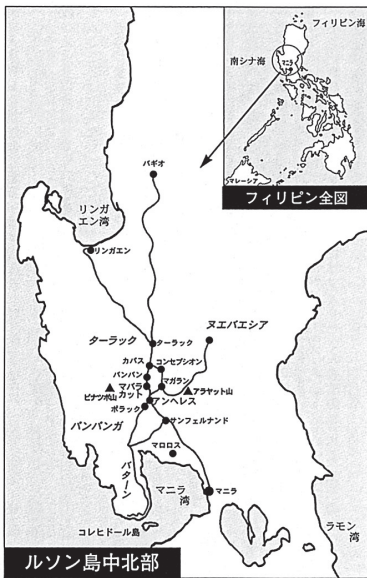 フィリピン海
南シナ海
マニラ
マレーシア
フィリピン全図
バギオ
リンガ
エン湾
リンガエン
ヌエバエシア
ターラック
ターラック
カパス
コンセプシオン
バンバン
マバラ
カット
マガラン
ピナツボ山
アラヤット山
アンヘレス
ポラック
サンフェルナンド
パンパンガ
マロロス
バターン
マニラ
湾
マニラ
コレヒドール島
ラモン
湾
ルソン島中北部